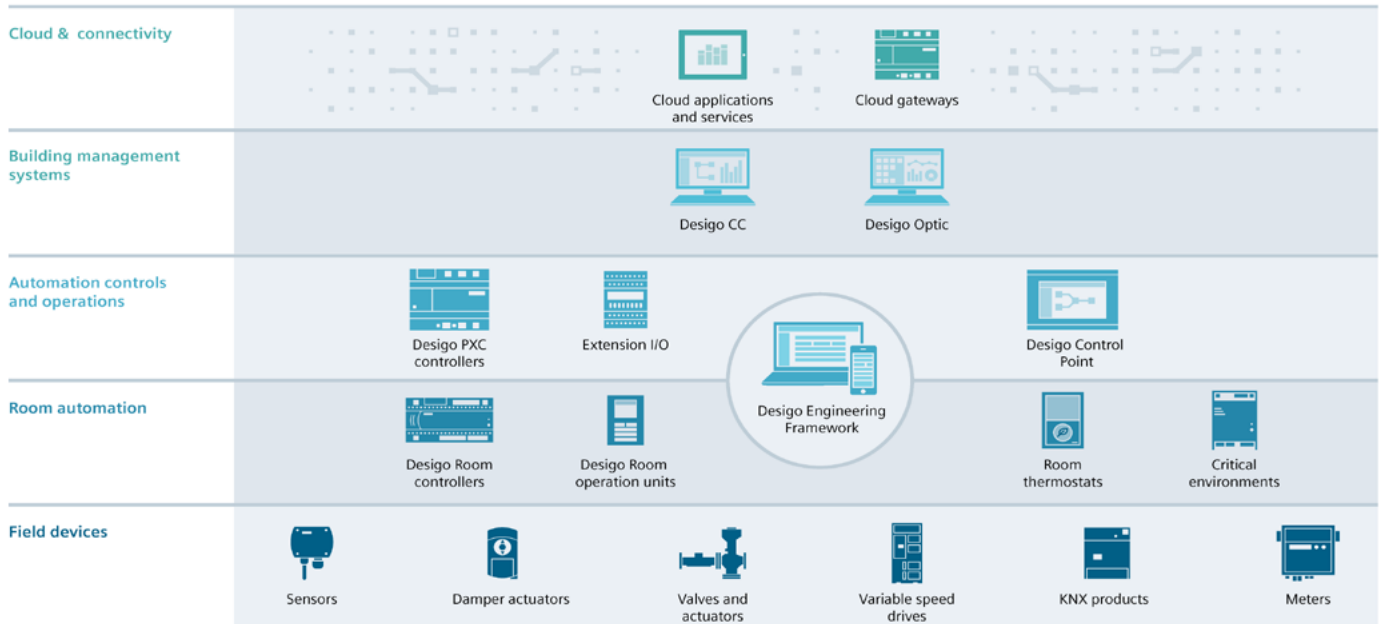 Cloud & connectivity
Cloud applications
and services
Cloud gateways
Building management
systems
Desigo CC
Desigo Optic
Automation controls
and operations
Desigo PXC
controllers
Extension I/O
Desigo Control
Point
Desigo Engineering
Framework
Room automation
Desigo Room
controllers
Desigo Room
operation units
Room
thermostats
Critical
environments
Field devices
Sensors
Damper actuators
Valves and
actuators
Variable speed
drives
KNX products
Meters